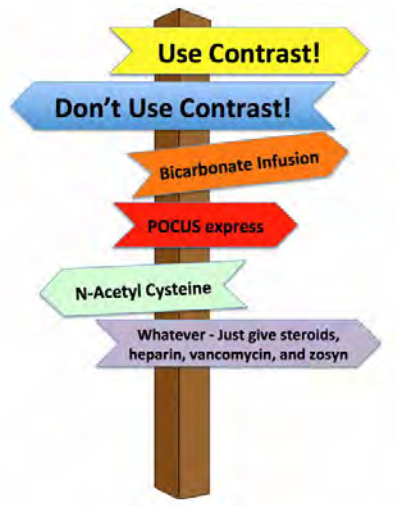 Use Contrast!
Don't Use Contrast!
Bicarbonate Infusion
POCUS express
N-Acetyl Cysteine
Whatever - Just give steroids,
heparin, vancomycin, and zosyn